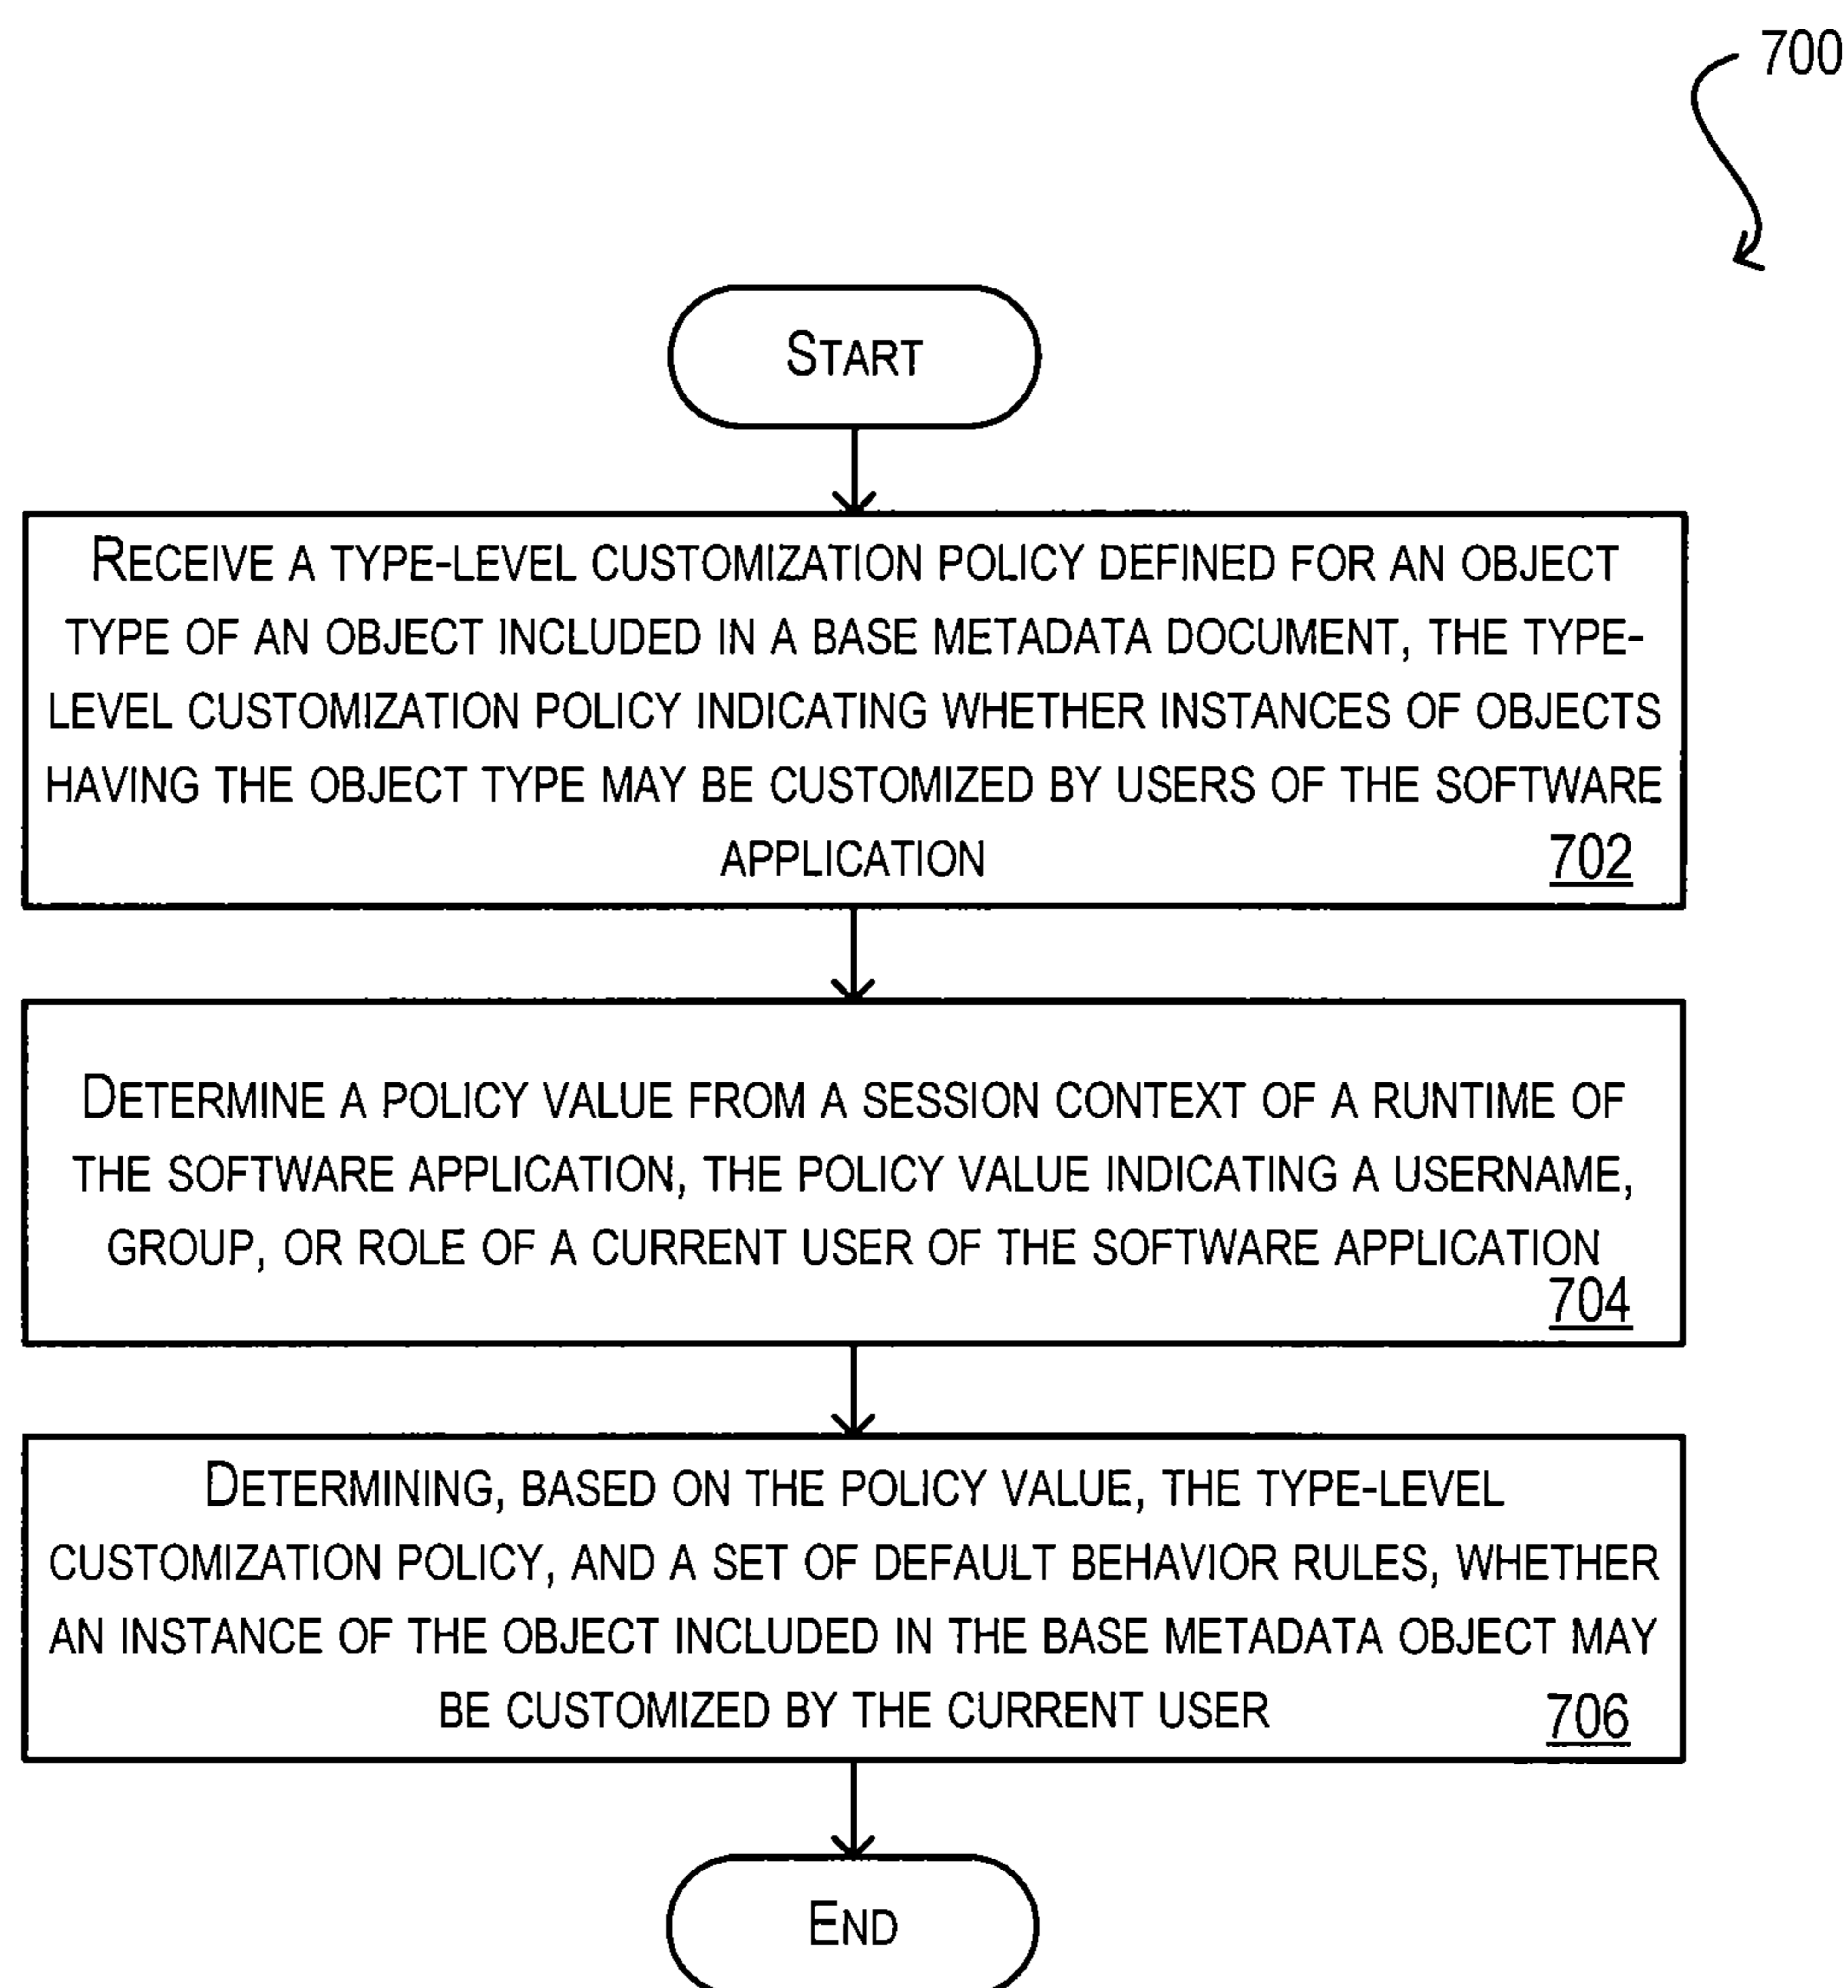 700
START
RECEIVE A TYPE-LEVEL CUSTOMIZATION POLICY DEFINED FOR AN OBJECT
TYPE OF AN OBJECT INCLUDED IN A BASE METADATA DOCUMENT, THE TYPE-
LEVEL CUSTOMIZATION POLICY INDICATING WHETHER INSTANCES OF OBJECTS
HAVING THE OBJECT TYPE MAY BE CUSTOMIZED BY USERS OF THE SOFTWARE
APPLICATION
702
DETERMINE A POLICY VALUE FROM A SESSION CONTEXT OF A RUNTIME OF
THE SOFTWARE APPLICATION, THE POLICY VALUE INDICATING A USERNAME,
GROUP, OR ROLE OF A CURRENT USER OF THE SOFTWARE APPLICATION
704
DETERMINING, BASED ON THE POLICY VALUE, THE TYPE-LEVEL
CUSTOMIZATION POLICY, AND A SET OF DEFAULT BEHAVIOR RULES, WHETHER
AN INSTANCE OF THE OBJECT INCLUDED IN THE BASE METADATA OBJECT MAY
BE CUSTOMIZED BY THE CURRENT USER
706
END